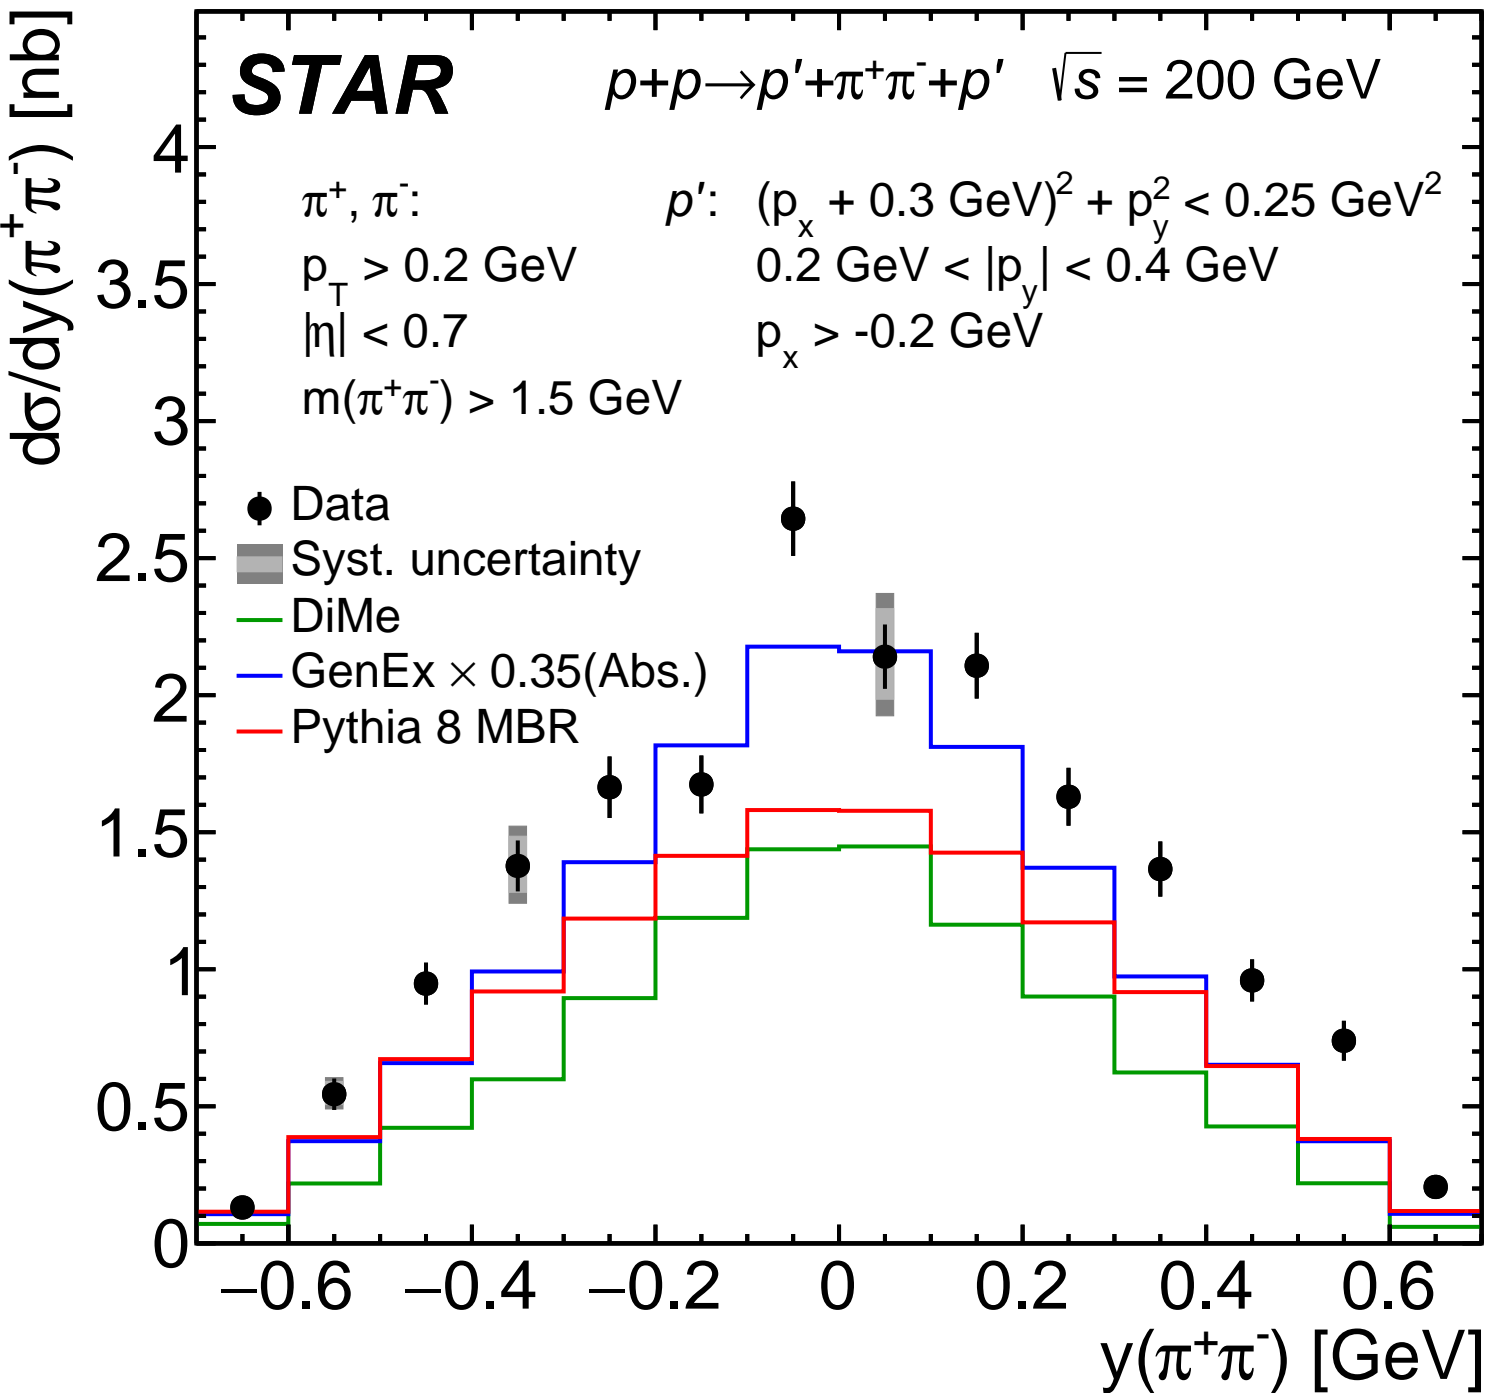 dσ/dy(π⁺π⁻) [nb]
STAR p+p→p′+π⁺π⁻+p′ √s = 200 GeV
π⁺, π⁻: p′: (pₓ + 0.3 GeV)² + p_y² < 0.25 GeV²
p_T > 0.2 GeV 0.2 GeV < |p_y| < 0.4 GeV
|η| < 0.7 pₓ > -0.2 GeV
m(π⁺π⁻) > 1.5 GeV
Data
Syst. uncertainty
DiMe
GenEx × 0.35(Abs.)
Pythia 8 MBR
4
3.5
3
2.5
2
1.5
1
0.5
0
−0.6 −0.4 −0.2 0 0.2 0.4 0.6
y(π⁺π⁻) [GeV]